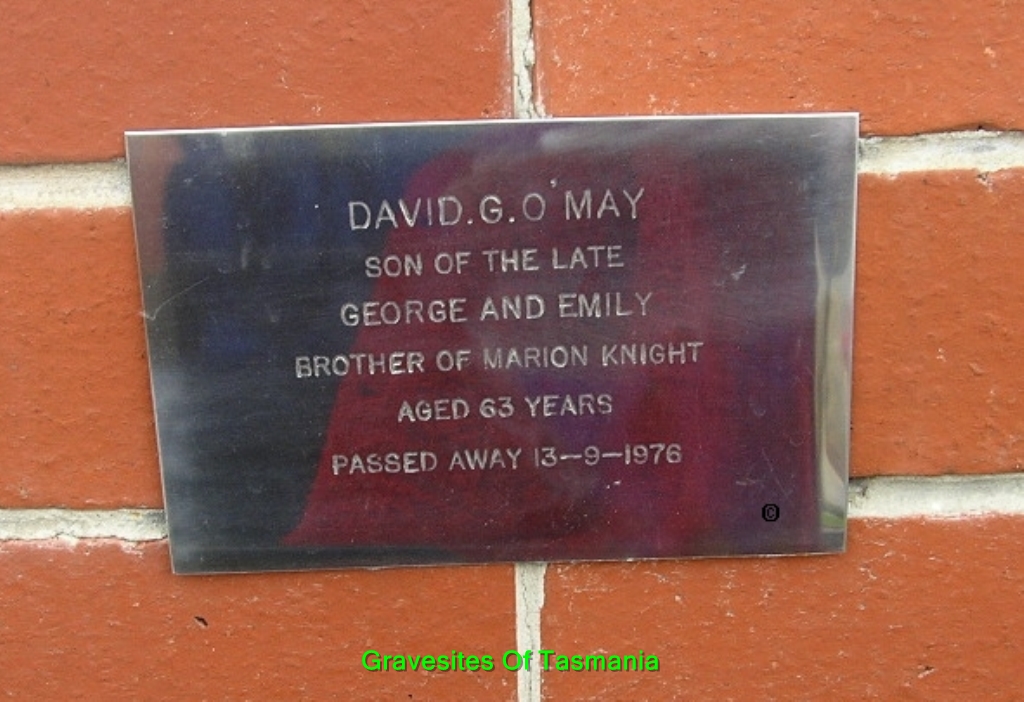 DAVID.G.O'MAY
SON OF THE LATE
GEORGE AND EMILY
BROTHER OF MARION KNIGHT
AGED 63 YEARS
PASSED AWAY 13-9-1976
©
Gravesites Of Tasmania